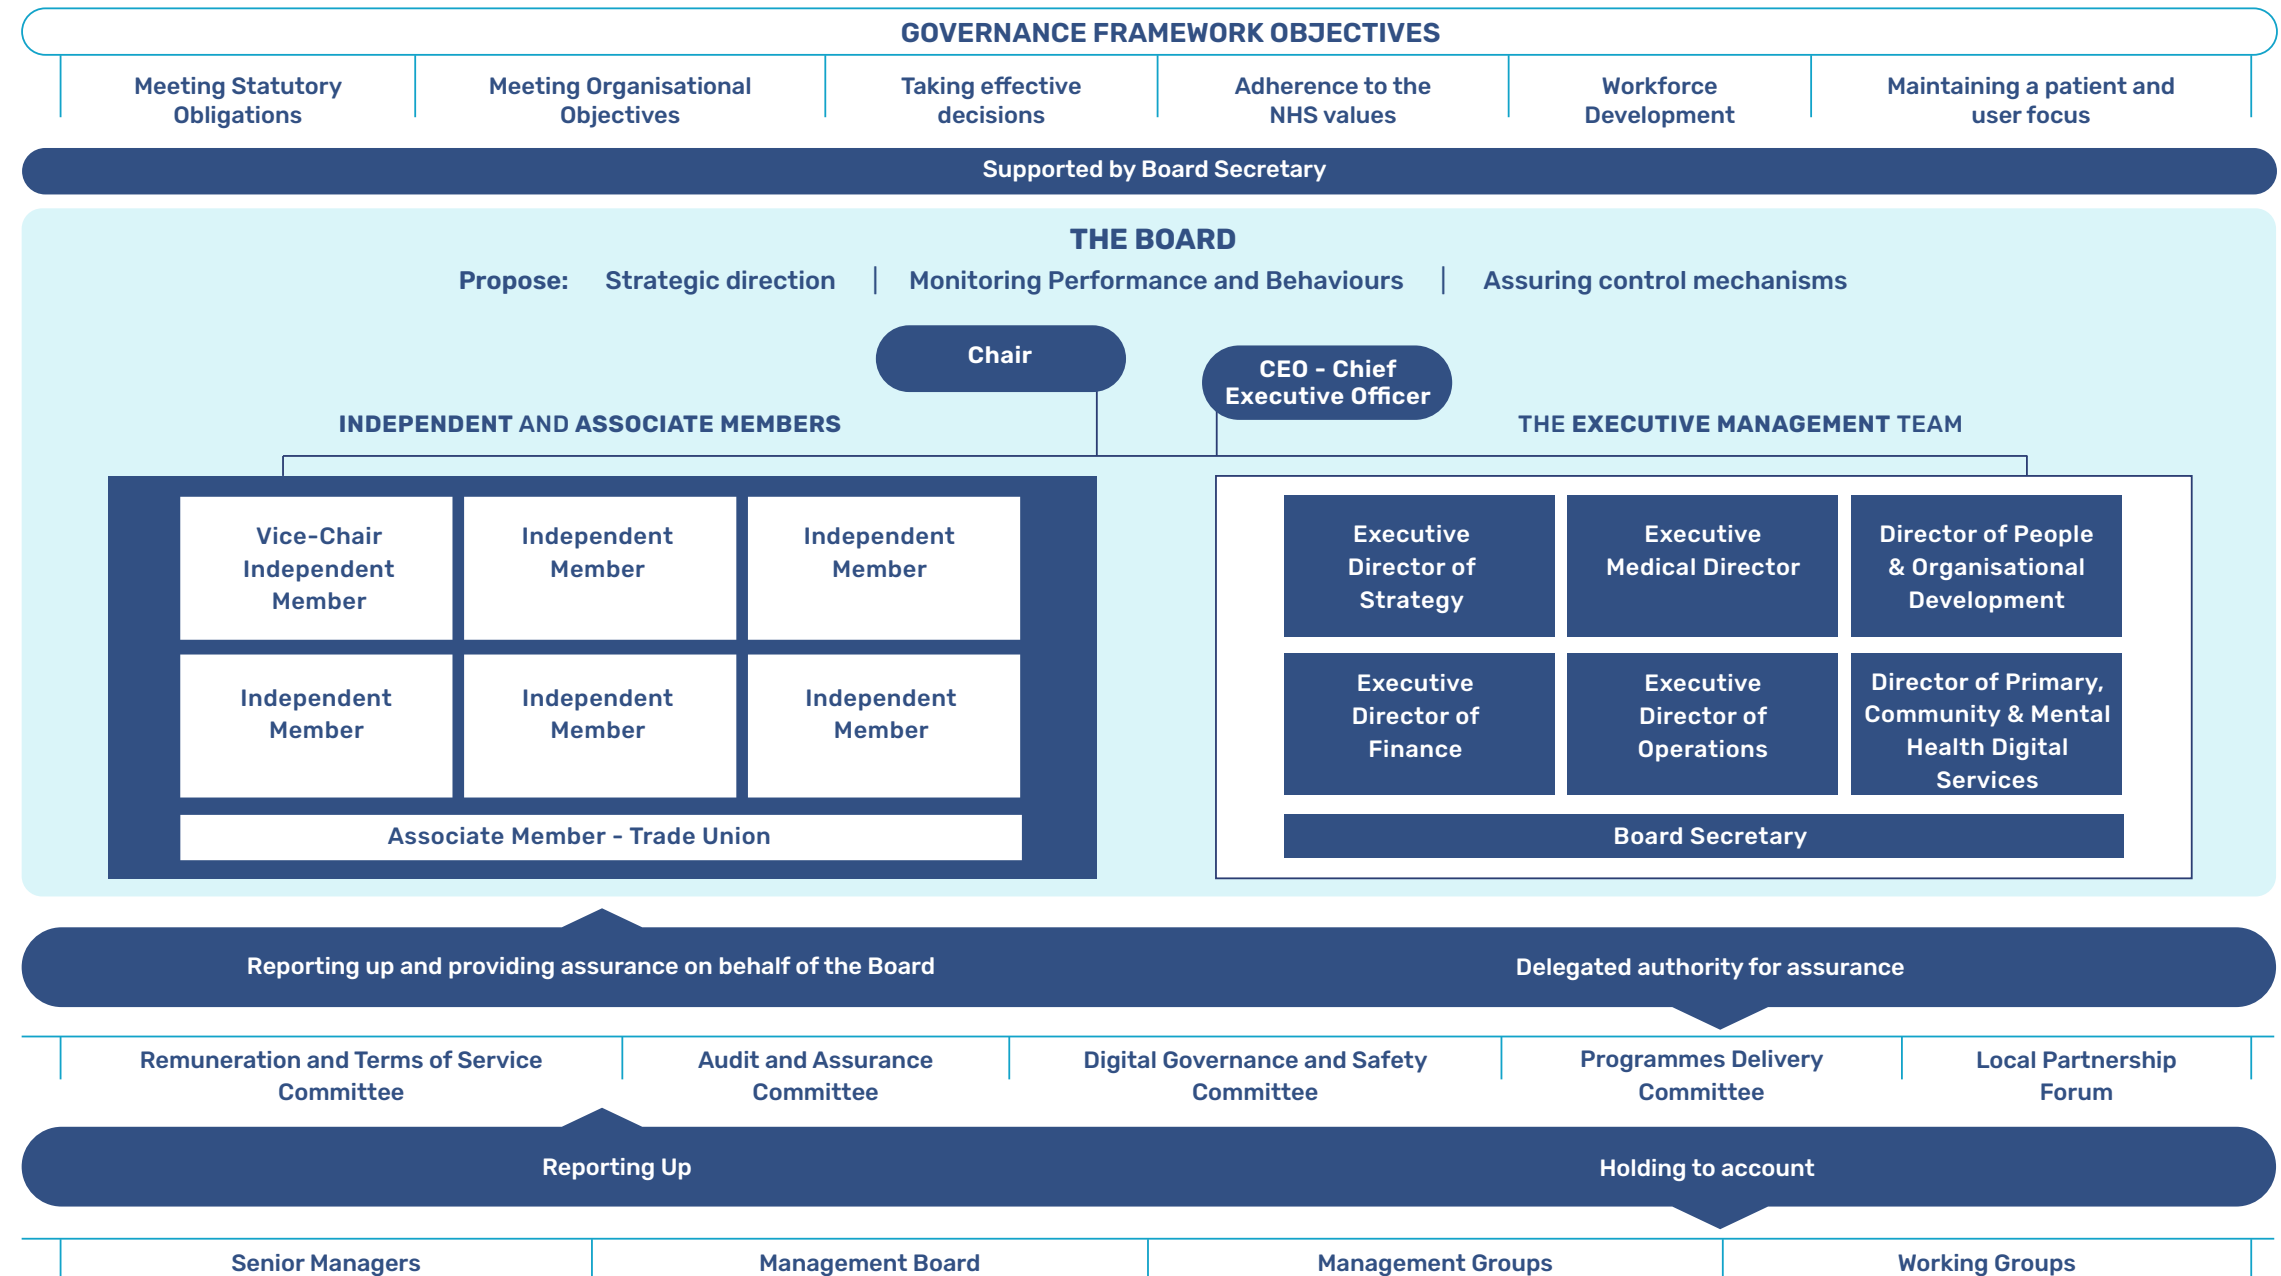 GOVERNANCE FRAMEWORK OBJECTIVES
Meeting Statutory
Obligations
Meeting Organisational
Objectives
Taking effective
decisions
Adherence to the
NHS values
Workforce
Development
Maintaining a patient and
user focus
Supported by Board Secretary
THE BOARD
Propose: Strategic direction | Monitoring Performance and Behaviours | Assuring control mechanisms
Chair
CEO - Chief
Executive Officer
INDEPENDENT AND ASSOCIATE MEMBERS
THE EXECUTIVE MANAGEMENT TEAM
Vice-Chair
Independent
Member
Independent
Member
Independent
Member
Independent
Member
Independent
Member
Independent
Member
Associate Member - Trade Union
Executive
Director of
Strategy
Executive
Medical Director
Director of People
& Organisational
Development
Executive
Director of
Finance
Executive
Director of
Operations
Director of Primary,
Community & Mental
Health Digital
Services
Board Secretary
Reporting up and providing assurance on behalf of the Board
Delegated authority for assurance
Remuneration and Terms of Service
Committee
Audit and Assurance
Committee
Digital Governance and Safety
Committee
Programmes Delivery
Committee
Local Partnership
Forum
Reporting Up
Holding to account
Senior Managers
Management Board
Management Groups
Working Groups